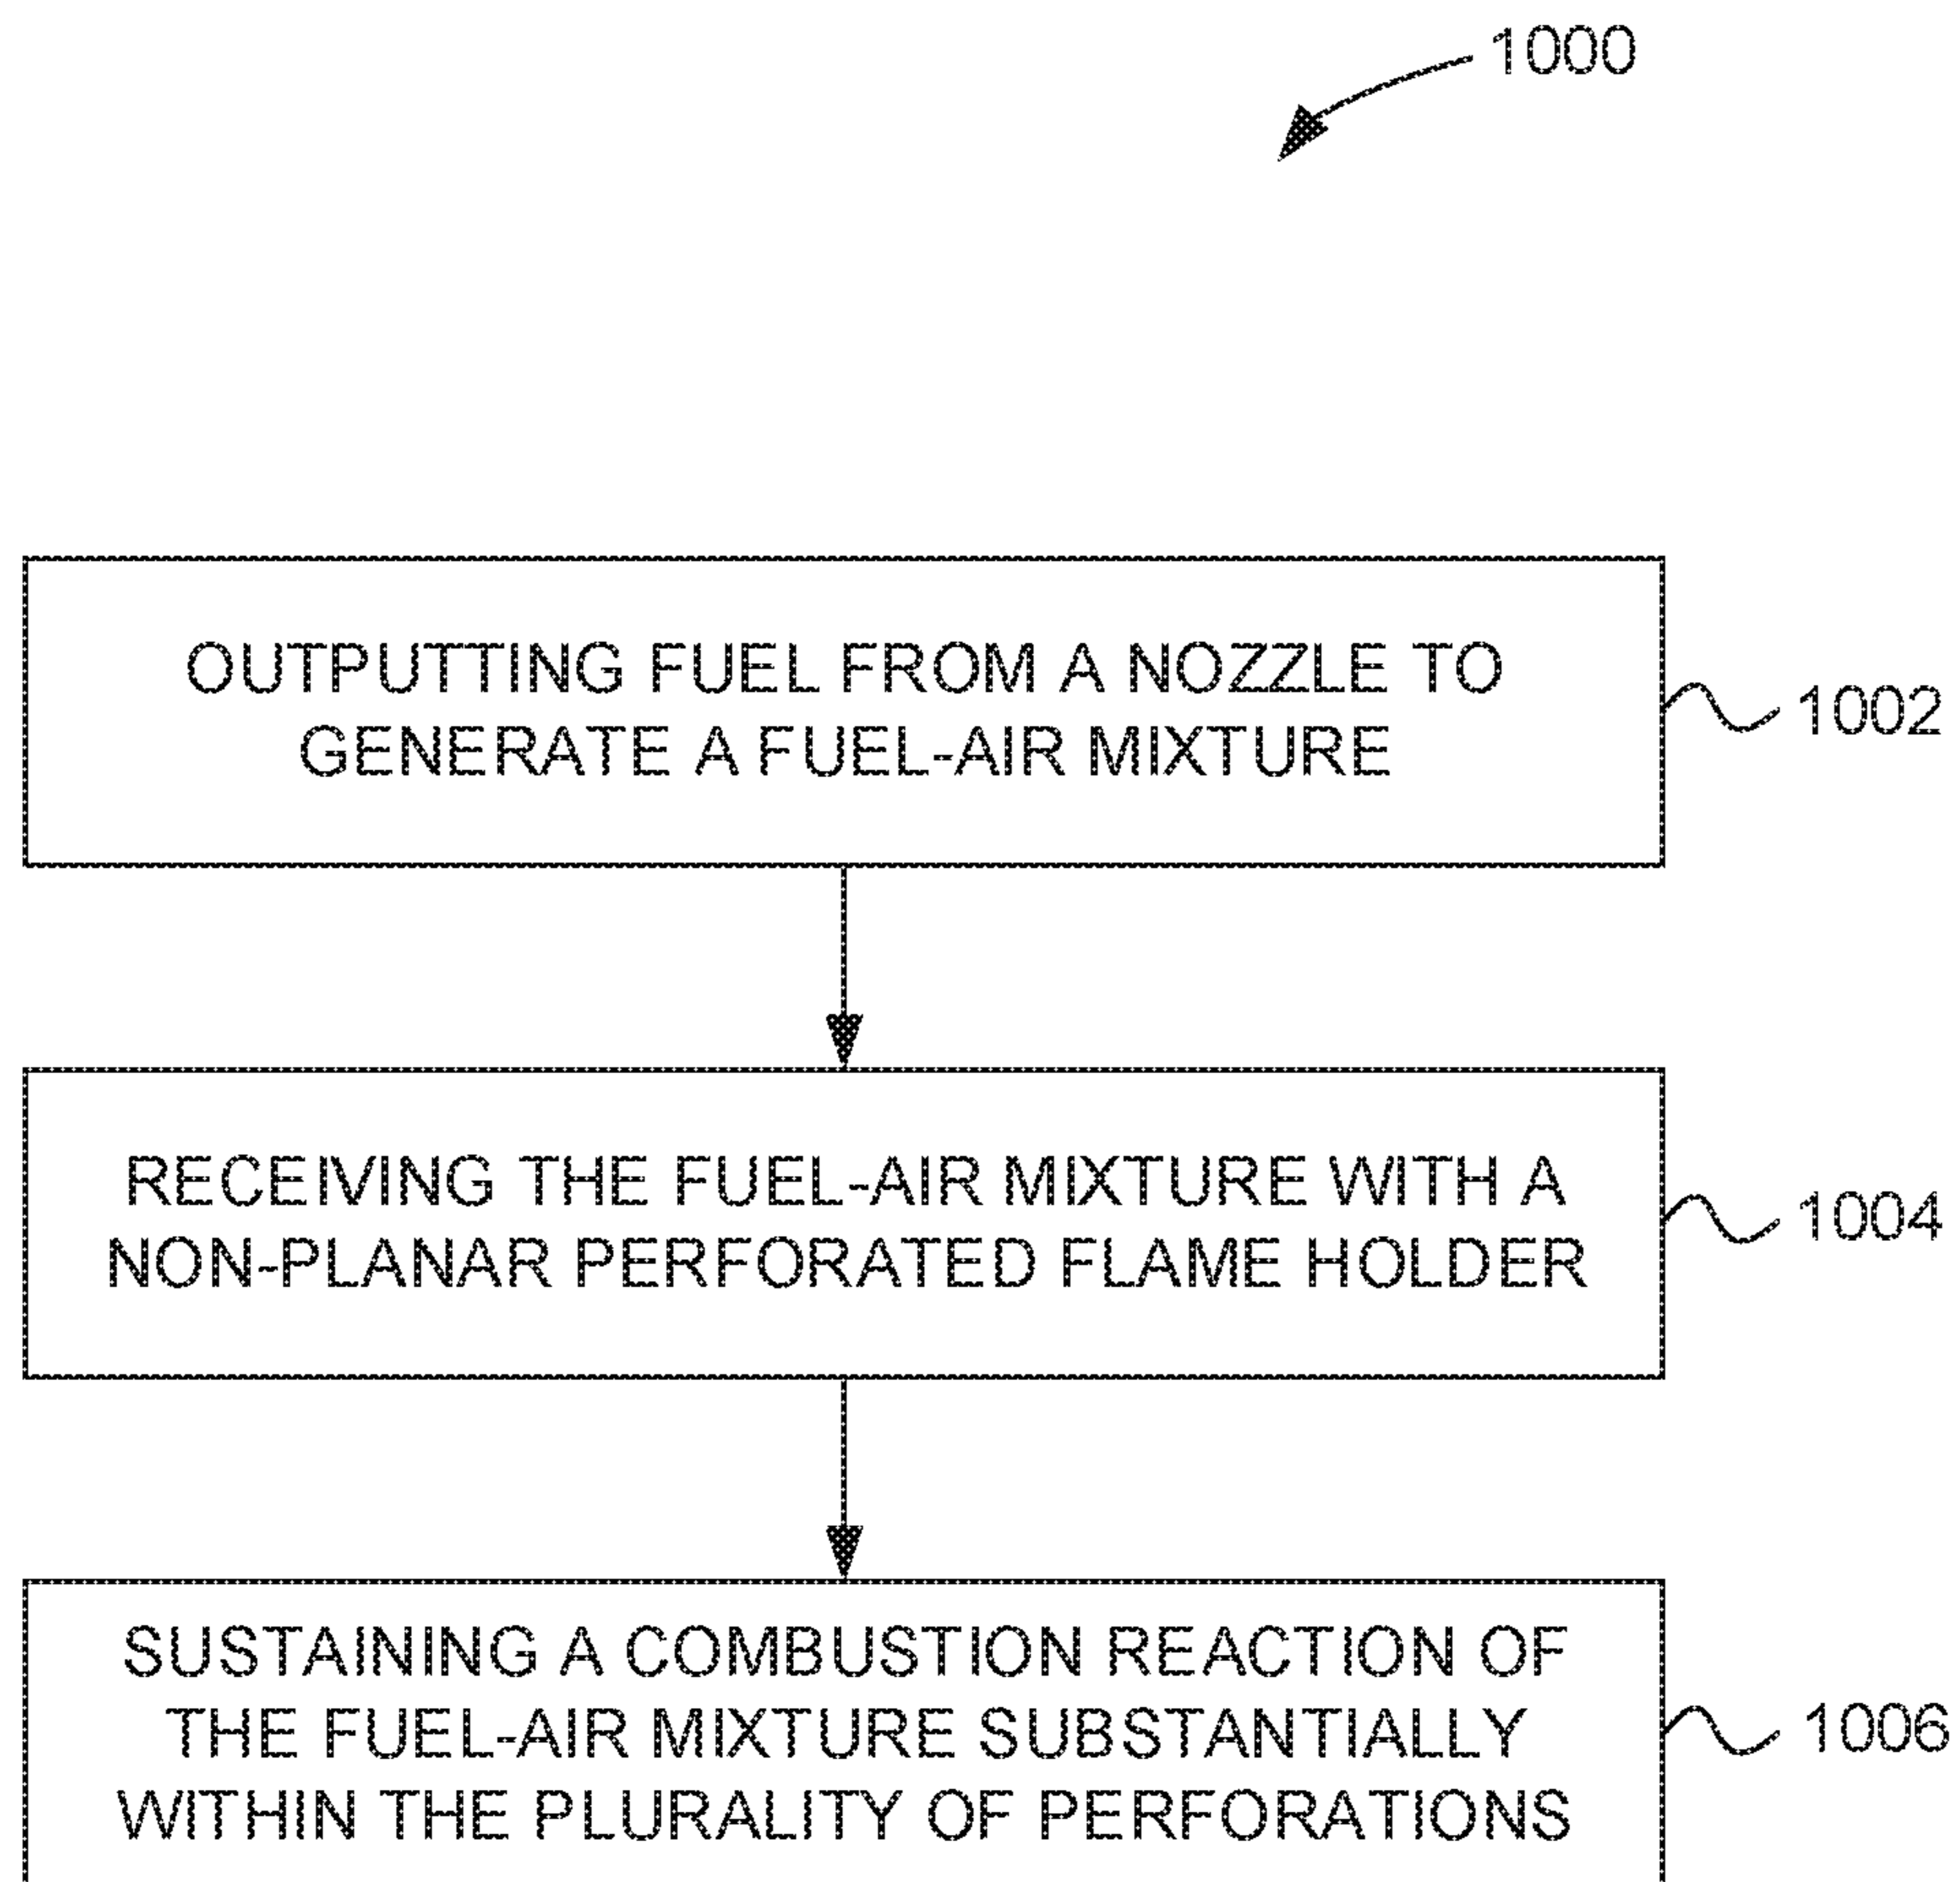 1000
OUTPUTTING FUEL FROM A NOZZLE TO
GENERATE A FUEL-AIR MIXTURE
1002
RECEIVING THE FUEL-AIR MIXTURE WITH A
NON-PLANAR PERFORATED FLAME HOLDER
1004
SUSTAINING A COMBUSTION REACTION OF
THE FUEL-AIR MIXTURE SUBSTANTIALLY
WITHIN THE PLURALITY OF PERFORATIONS
1006